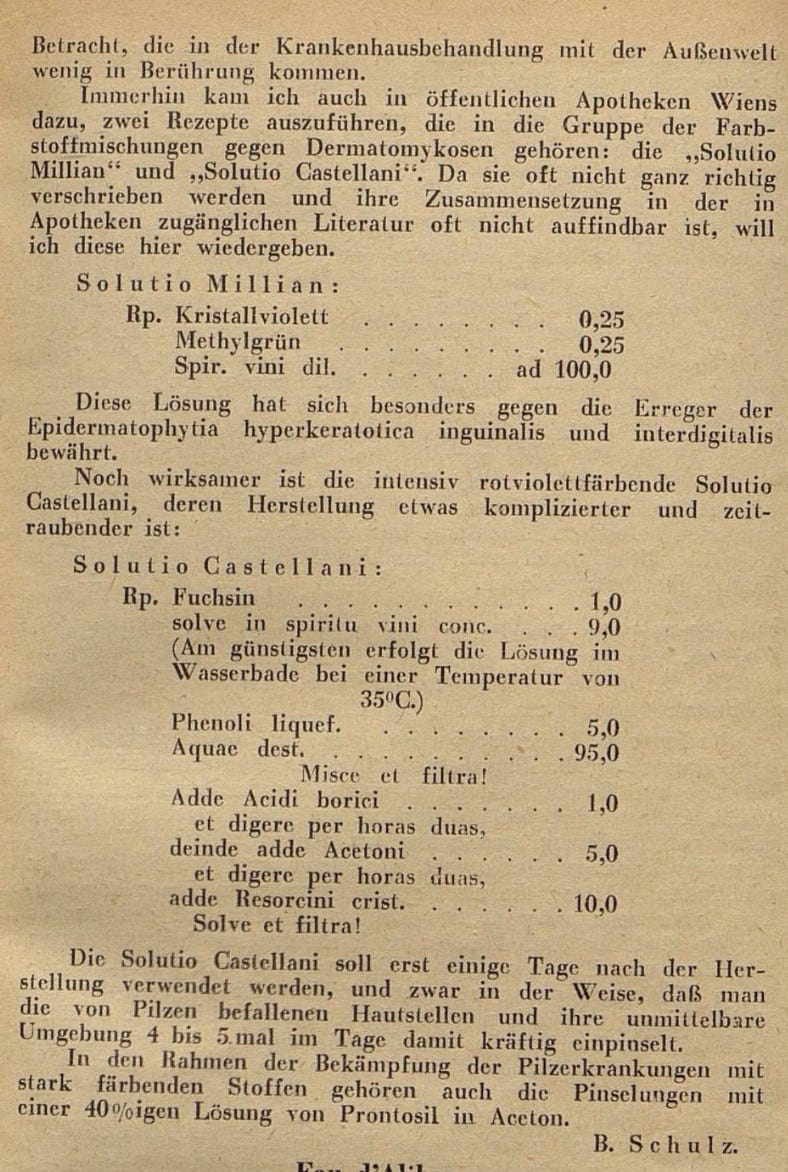 Betracht, die in der Krankenhausbehandlung mit der Außenwelt
wenig in Berührung kommen.
Immerhin kam ich auch in öffentlichen Apotheken Wiens
dazu, zwei Rezepte auszuführen, die in die Gruppe der Farb-
stoffmischungen gegen Dermatomykosen gehören: die „Solutio
Millian“ und „Solutio Castellani“. Da sie oft nicht ganz richtig
verschrieben werden und ihre Zusammensetzung in der in
Apotheken zugänglichen Literatur oft nicht auffindbar ist, will
ich diese hier wiedergeben.
Solutio Millian:
Rp. Kristallviolett . . . . . . . . 0,25
Methylgrün . . . . . . . . . 0,25
Spir. vini dil. . . . . . . ad 100,0
Diese Lösung hat sich besonders gegen die Erreger der
Epidermatophytia hyperkeratotica inguinalis und interdigitalis
bewährt.
Noch wirksamer ist die intensiv rotviolettfärbende Solutio
Castellani, deren Herstellung etwas komplizierter und zeit-
raubender ist:
Solutio Castellani:
Rp. Fuchsin . . . . . . . . . . . . 1,0
solve in spiritu vini conc. . . . . 9,0
(Am günstigsten erfolgt die Lösung im
Wasserbade bei einer Temperatur von
35⁰C.)
Phenoli liquef. . . . . . . . . 5,0
Aquae dest. . . . . . . . . . . 95,0
Misce et filtra!
Adde Acidi borici . . . . . . . 1,0
et digere per horas duas,
deinde adde Acetoni . . . . . . 5,0
et digere per horas duas,
adde Resorcini crist. . . . . . . 10,0
Solve et filtra!
Die Solutio Castellani soll erst einige Tage nach der Her-
stellung verwendet werden, und zwar in der Weise, daß man
die von Pilzen befallenen Hautstellen und ihre unmittelbare
Umgebung 4 bis 5 mal im Tage damit kräftig einpinselt.
In den Rahmen der Bekämpfung der Pilzerkrankungen mit
stark färbenden Stoffen gehören auch die Pinselungen mit
einer 40%igen Lösung von Prontosil in Aceton.
B. Schulz.